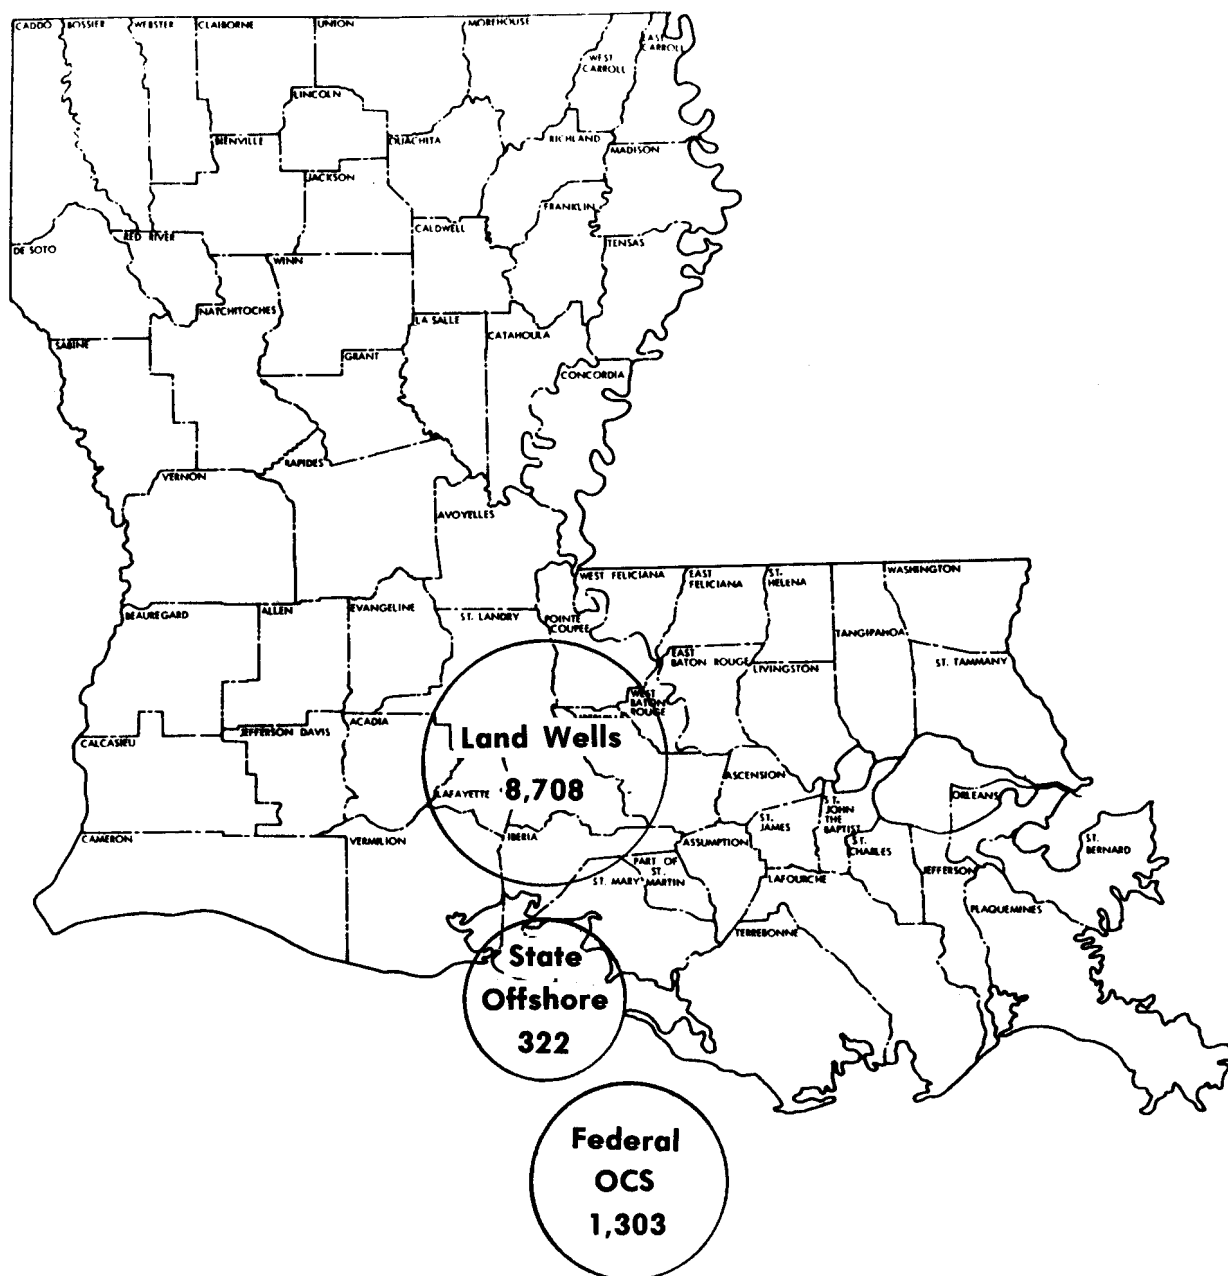 CADDO
BOSSIER
WEBSTER
CLAIBORNE
UNION
MOREHOUSE
WEST
CARROLL
EAST
CARROLL
LINCOLN
BIENVILLE
OUACHITA
RICHLAND
MADISON
JACKSON
FRANKLIN
CALDWELL
TENSAS
DE SOTO
RED RIVER
WINN
NATCHITOCHES
LA SALLE
CATAHOULA
SABINE
GRANT
CONCORDIA
RAPIDES
VERNON
AVOYELLES
WEST FELICIANA
EAST
FELICIANA
ST.
HELENA
WASHINGTON
BEAUREGARD
ALLEN
EVANGELINE
ST. LANDRY
POINTE
COUPEE
TANGIPAHOA
EAST
BATON ROUGE
LIVINGSTON
ST. TAMMANY
WEST
BATON
ROUGE
CALCASIEU
JEFFERSON DAVIS
ACADIA
Land Wells
8,708
LAFAYETTE
ASCENSION
ORLEANS
ST.
JOHN
THE
BAPTIST
ST.
JAMES
CAMERON
VERMILION
IBERIA
ASSUMPTION
ST.
CHARLES
ST.
BERNARD
PART OF
ST.
MARTIN
ST. MARY
LAFOURCHE
JEFFERSON
PLAQUEMINES
TERREBONNE
State
Offshore
322
Federal
OCS
1,303